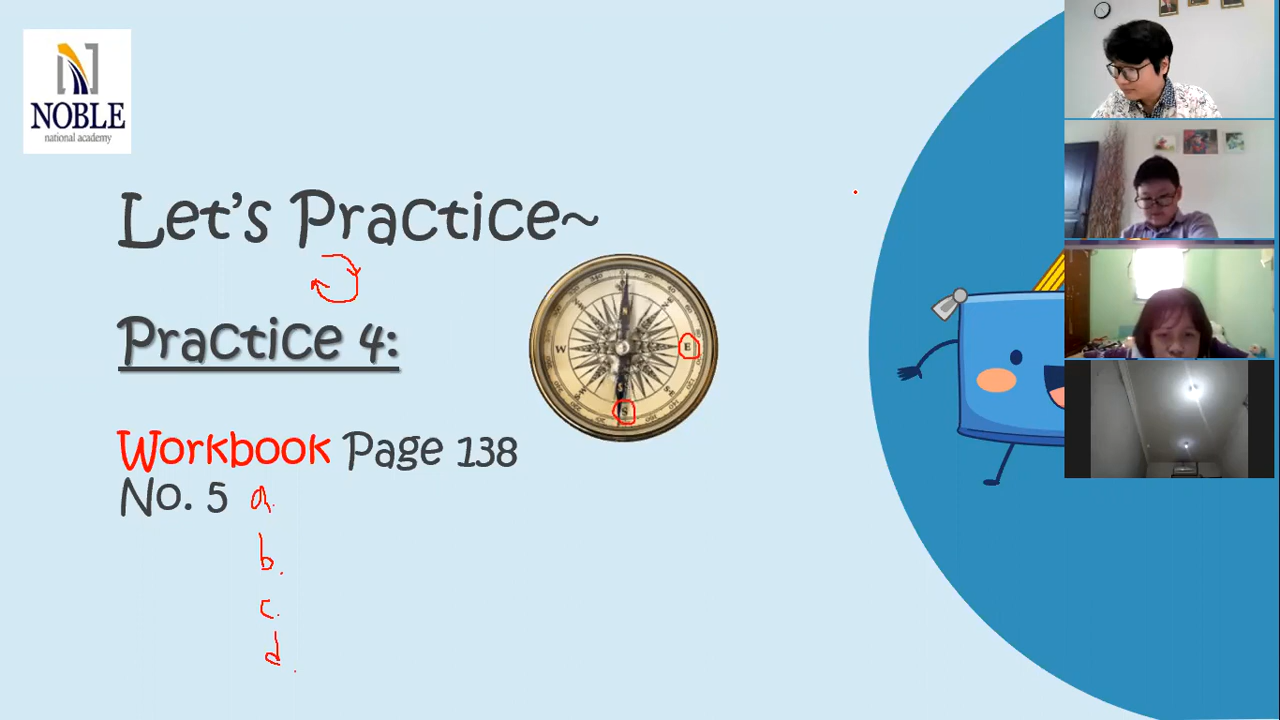 NOBLE
national academy
Let's Practice~
Practice 4:
W
E
S
Workbook Page 138
No. 5 a.
b.
c.
d.